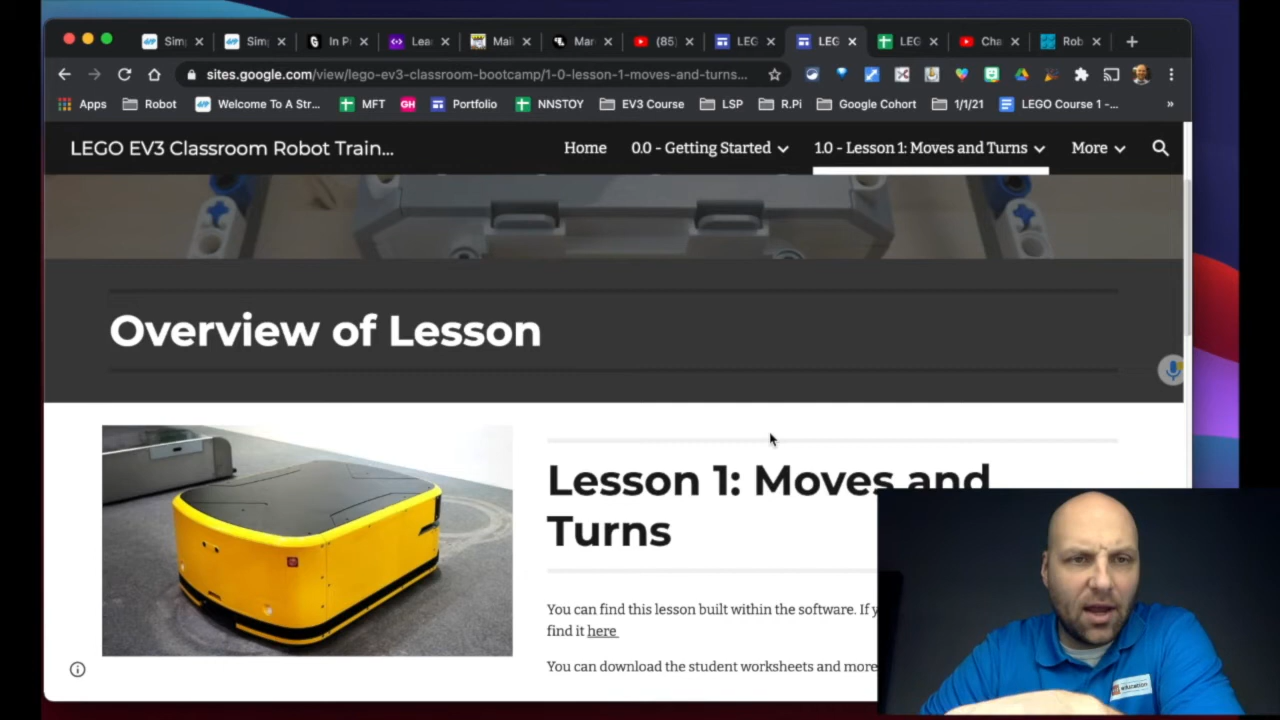 Sim
Sim
In P
Lea
Mai
Mar
(85)
LEG
LEG
LEG
Cha
Rob
sites.google.com/view/lego-ev3-classroom-bootcamp/1-0-lesson-1-moves-and-turns...
Apps
Robot
Welcome To A Str...
MFT
GH
Portfolio
NNSTOY
EV3 Course
LSP
R.Pi
Google Cohort
1/1/21
LEGO Course 1 -...
»
LEGO EV3 Classroom Robot Train...
Home
0.0 - Getting Started
1.0 - Lesson 1: Moves and Turns
More
Overview of Lesson
Lesson 1: Moves and
Turns
You can find this lesson built within the software. If y
find it here
You can download the student worksheets and more
education